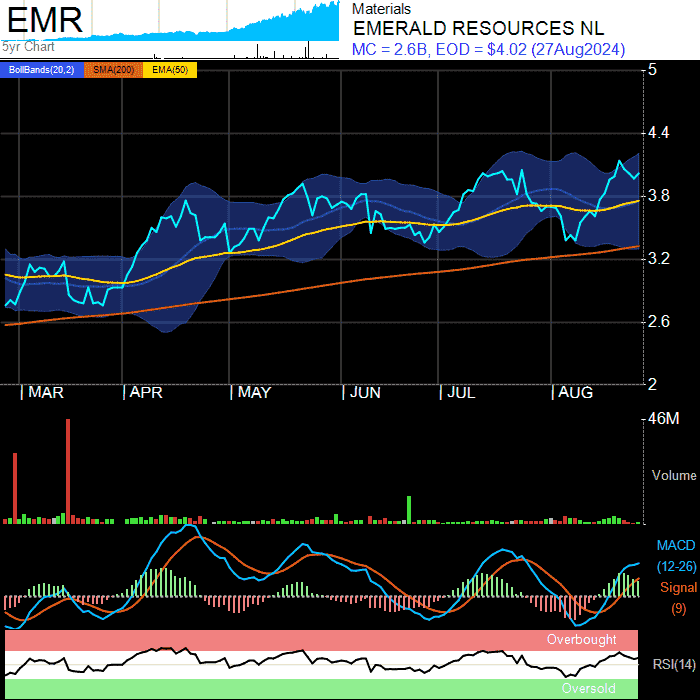 EMR
5yr Chart
Materials
EMERALD RESOURCES NL
MC = 2.6B, EOD = $4.02 (27Aug2024)
BollBands(20,2) SMA(200) EMA(50)
5
4.4
3.8
3.2
2.6
2
MAR APR MAY JUN JUL AUG
46M
Volume
MACD
(12-26)
Signal
(9)
Overbought
RSI(14)
Oversold